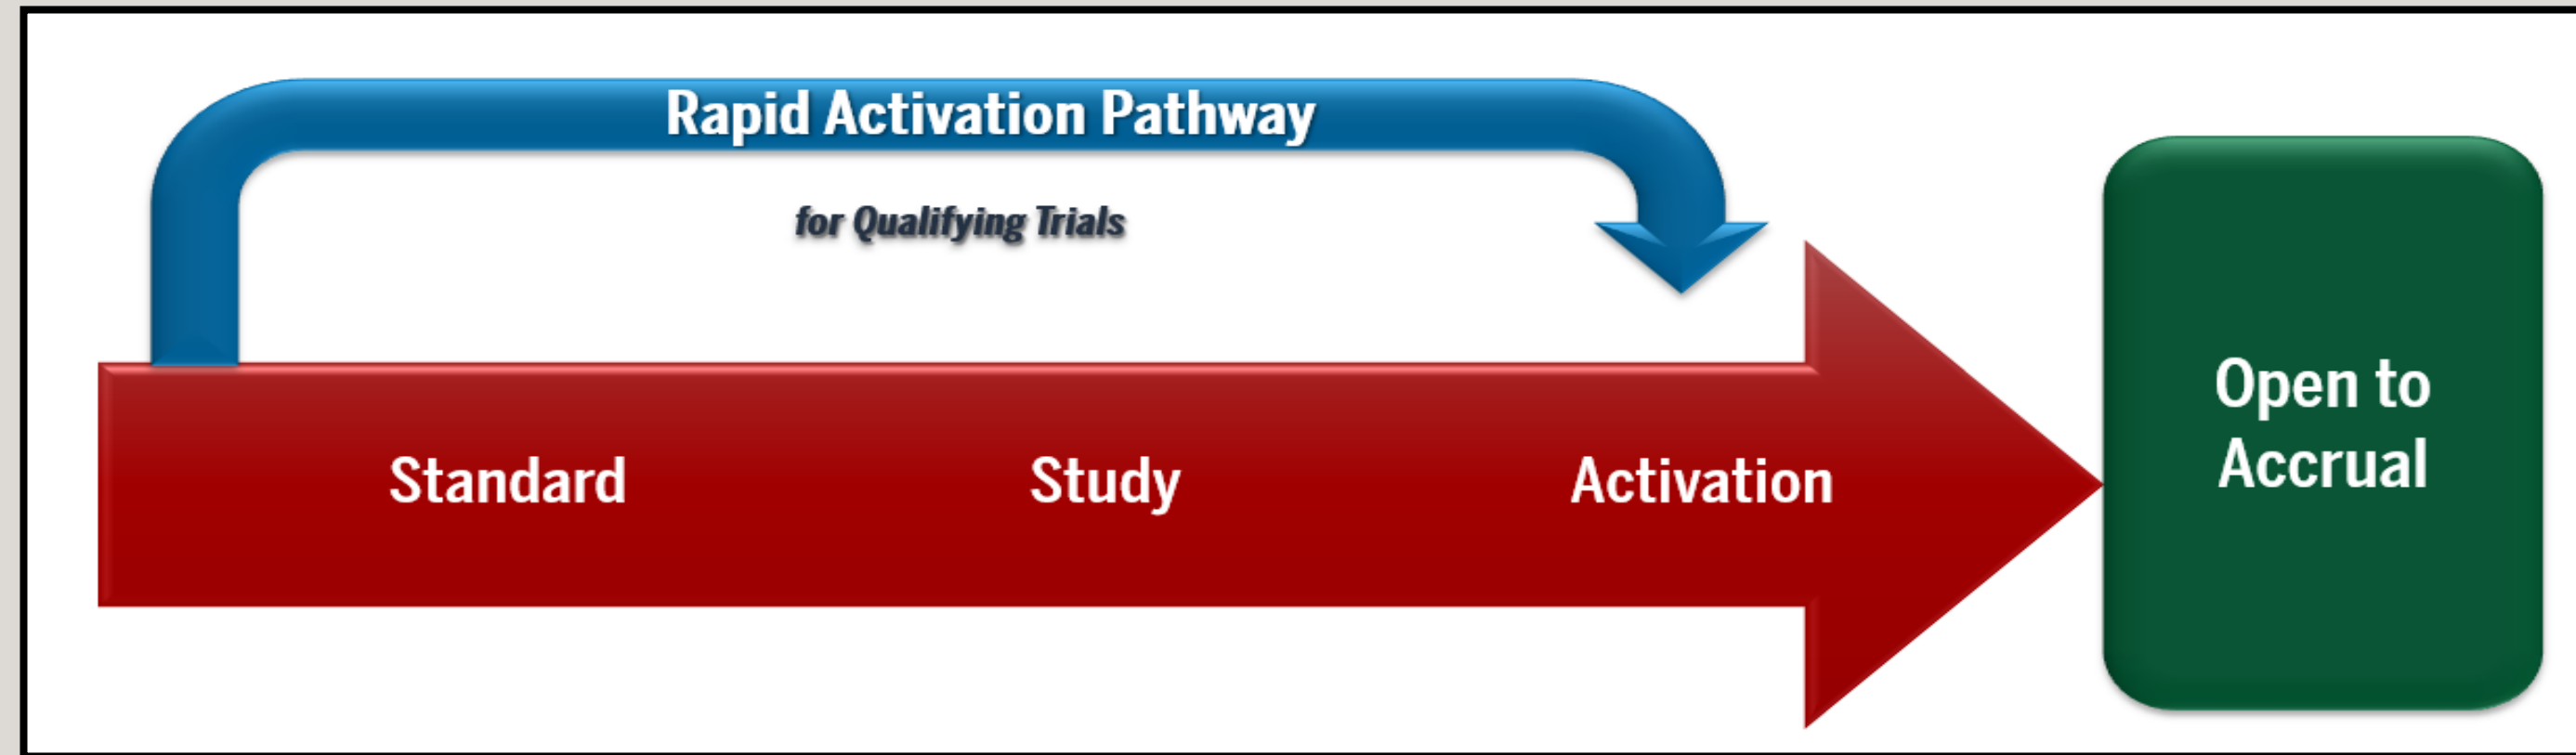 Rapid Activation Pathway
for Qualifying Trials
Standard Study Activation
Open to
Accrual